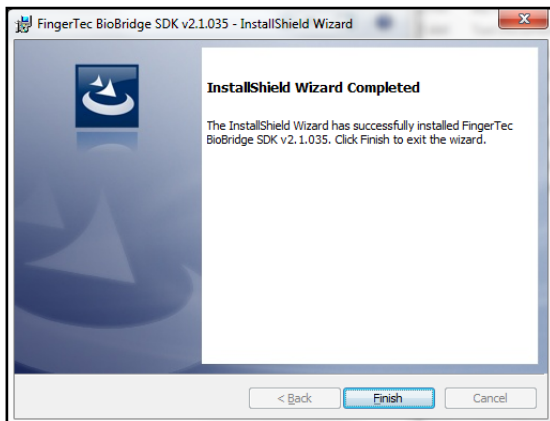 FingerTec BioBridge SDK v2.1.035 - InstallShield Wizard
InstallShield Wizard Completed
The InstallShield Wizard has successfully installed FingerTec
BioBridge SDK v2.1.035. Click Finish to exit the wizard.
< Back
Finish
Cancel